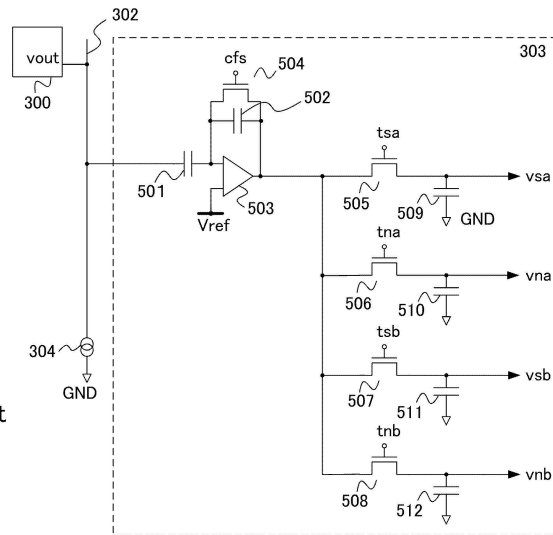 302
303
vout
300
cfs
504
502
501
503
Vref
tsa
505
509
vsa
GND
tna
506
510
vna
304
GND
tsb
507
511
vsb
t
tnb
508
512
vnb